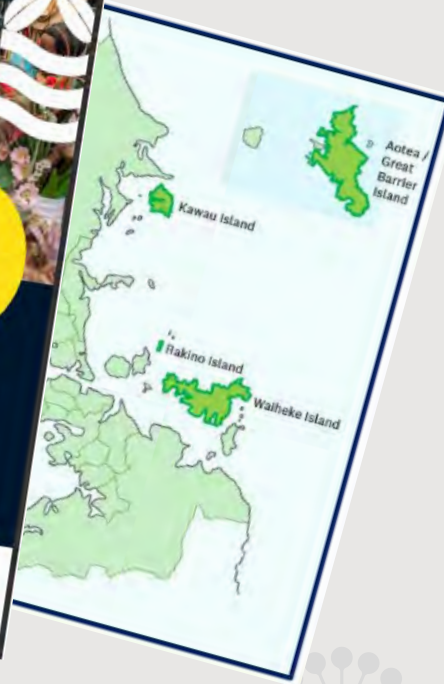 Aotea /
Great
Barrier
Island
Kawau Island
Rakino Island
Waiheke Island